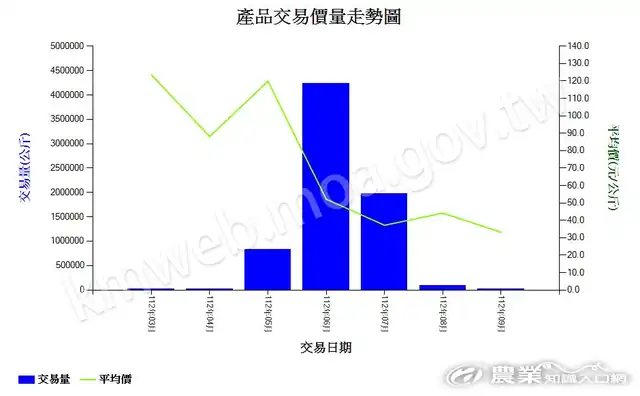 產品交易價量走勢圖
交易量(公斤)
5000000
4500000
4000000
3500000
3000000
2500000
2000000
1500000
1000000
500000
0
140.0
130.0
120.0
110.0
100.0
90.0
80.0
70.0
60.0
50.0
40.0
30.0
20.0
10.0
0.0
平均價(元/公斤)
kmweb.moa.gov.tw
112年03月
112年04月
112年05月
112年06月
112年07月
112年08月
112年09月
交易日期
交易量
平均價
農業知識入口網